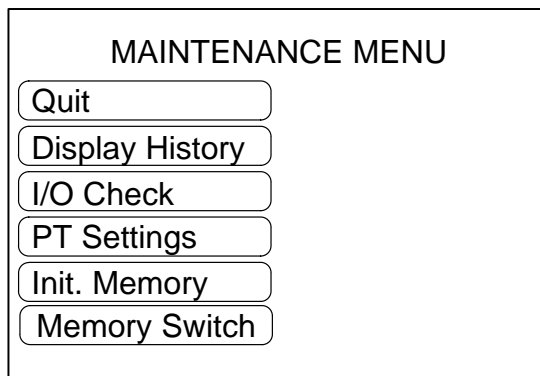 MAINTENANCE MENU
Quit
Display History
I/O Check
PT Settings
Init. Memory
Memory Switch